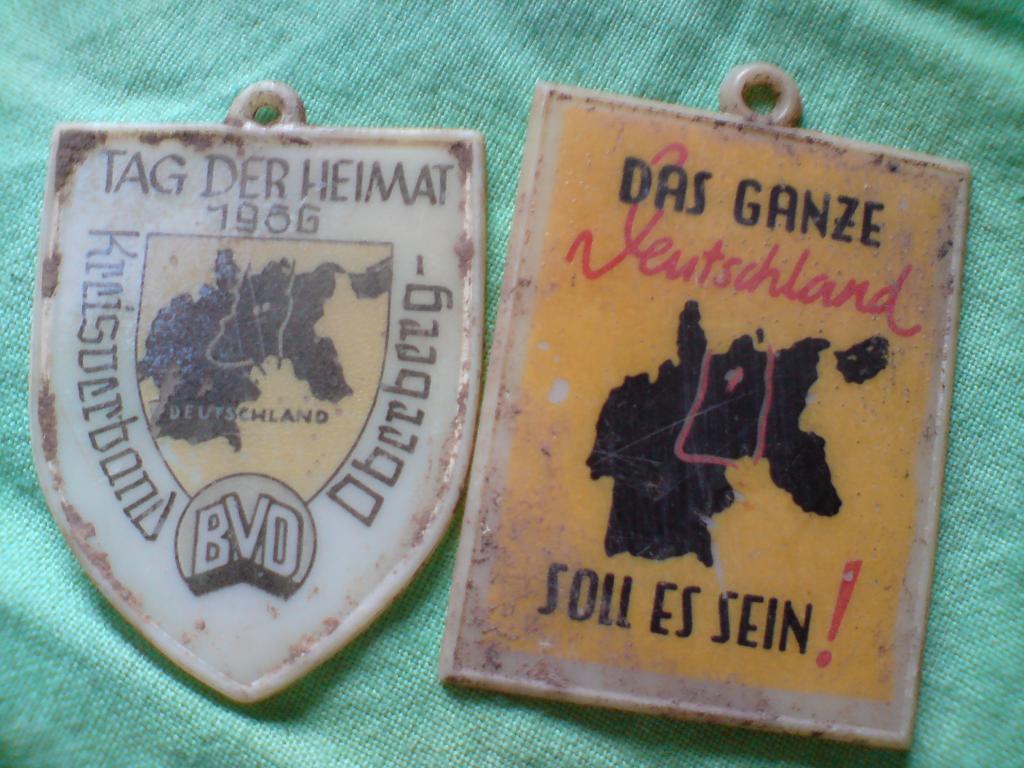 TAG DER HEIMAT
1956
Kreisverband
Oberberg-
DEUTSCHLAND
BVD
DAS GANZE
Deutschland
SOLL ES SEIN!